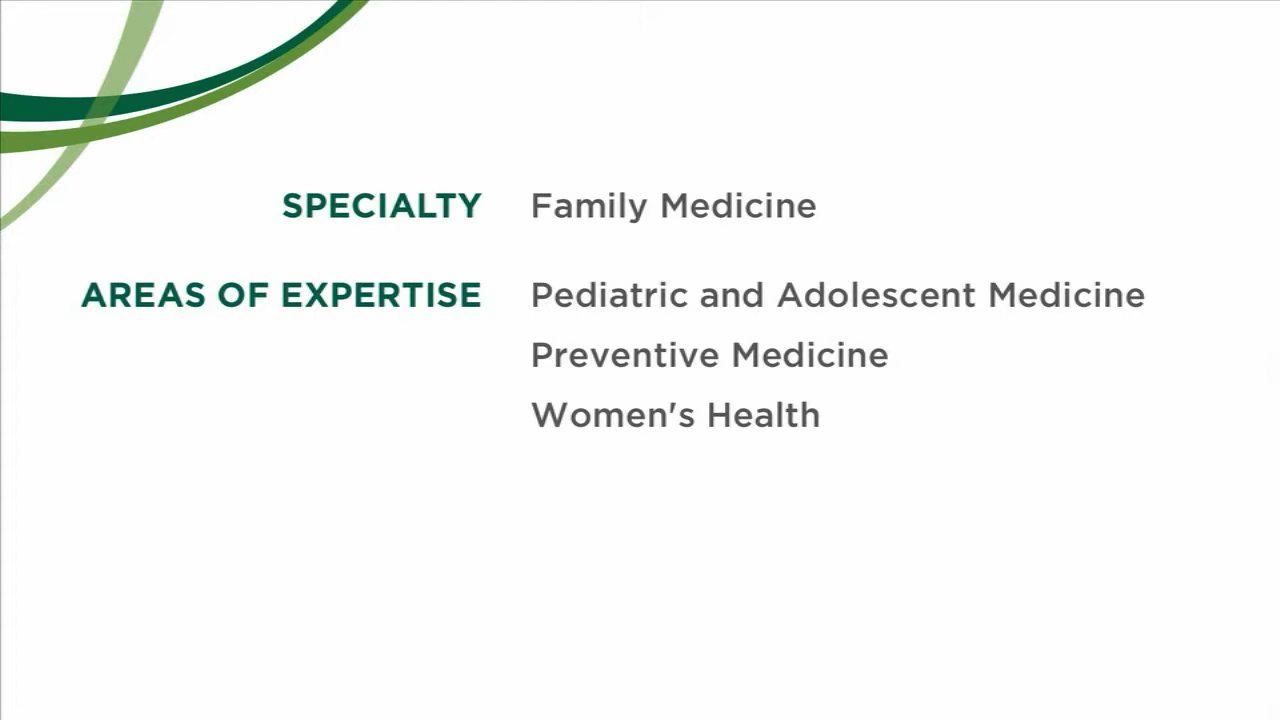 SPECIALTY Family Medicine
AREAS OF EXPERTISE Pediatric and Adolescent Medicine
Preventive Medicine
Women's Health